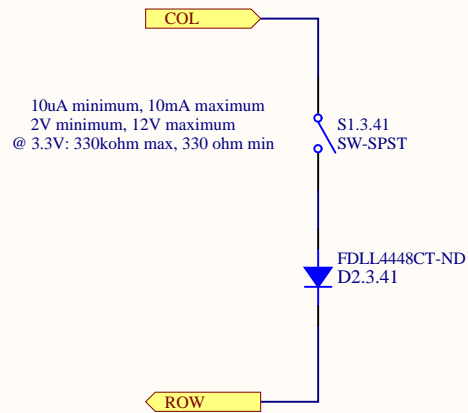 COL
10uA minimum, 10mA maximum
2V minimum, 12V maximum
@ 3.3V: 330kohm max, 330 ohm min
S1.3.41
SW-SPST
FDLL4448CT-ND
D2.3.41
ROW